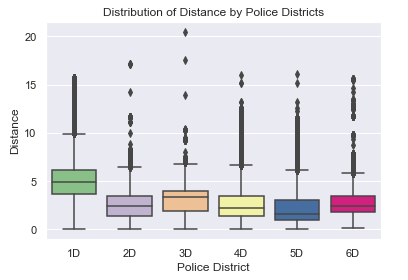 Distribution of Distance by Police Districts
20
15
10
5
0
Distance
1D 2D 3D 4D 5D 6D
Police District